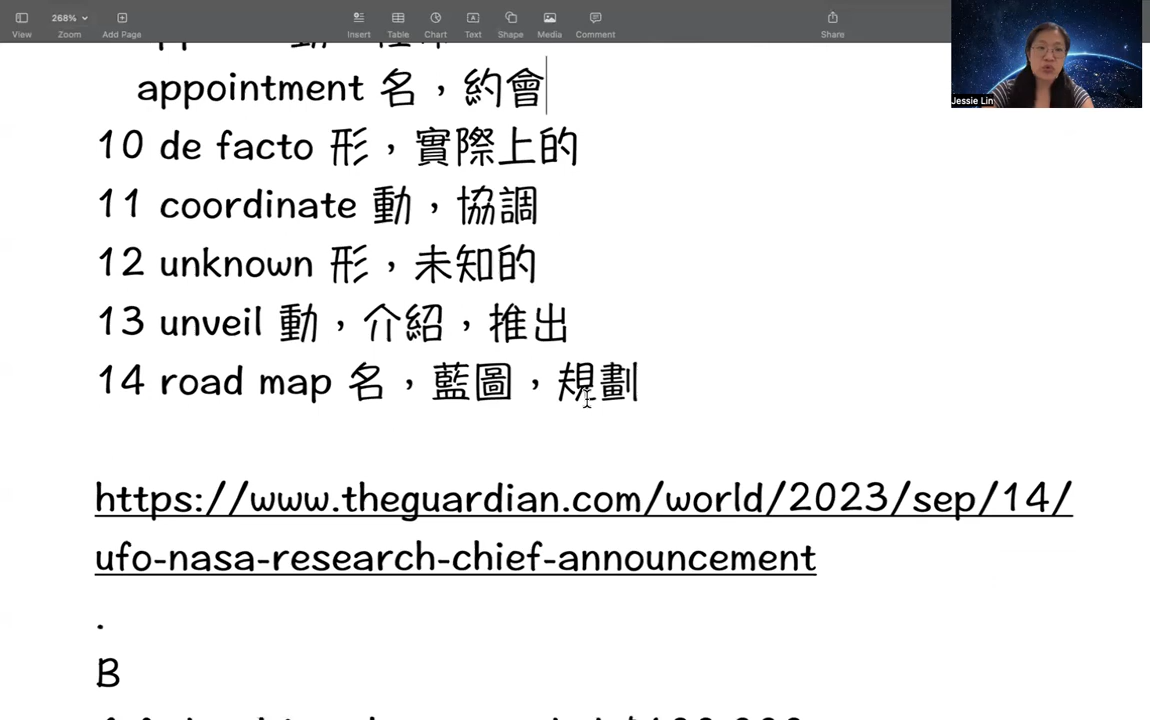 268%
View
Zoom
Add Page
Insert
Table
Chart
Text
Shape
Media
Comment
Share
Jessie Lin
appointment 名，約會
10 de facto 形，實際上的
11 coordinate 動，協調
12 unknown 形，未知的
13 unveil 動，介紹，推出
14 road map 名，藍圖，規劃
https://www.theguardian.com/world/2023/sep/14/
ufo-nasa-research-chief-announcement
.
B